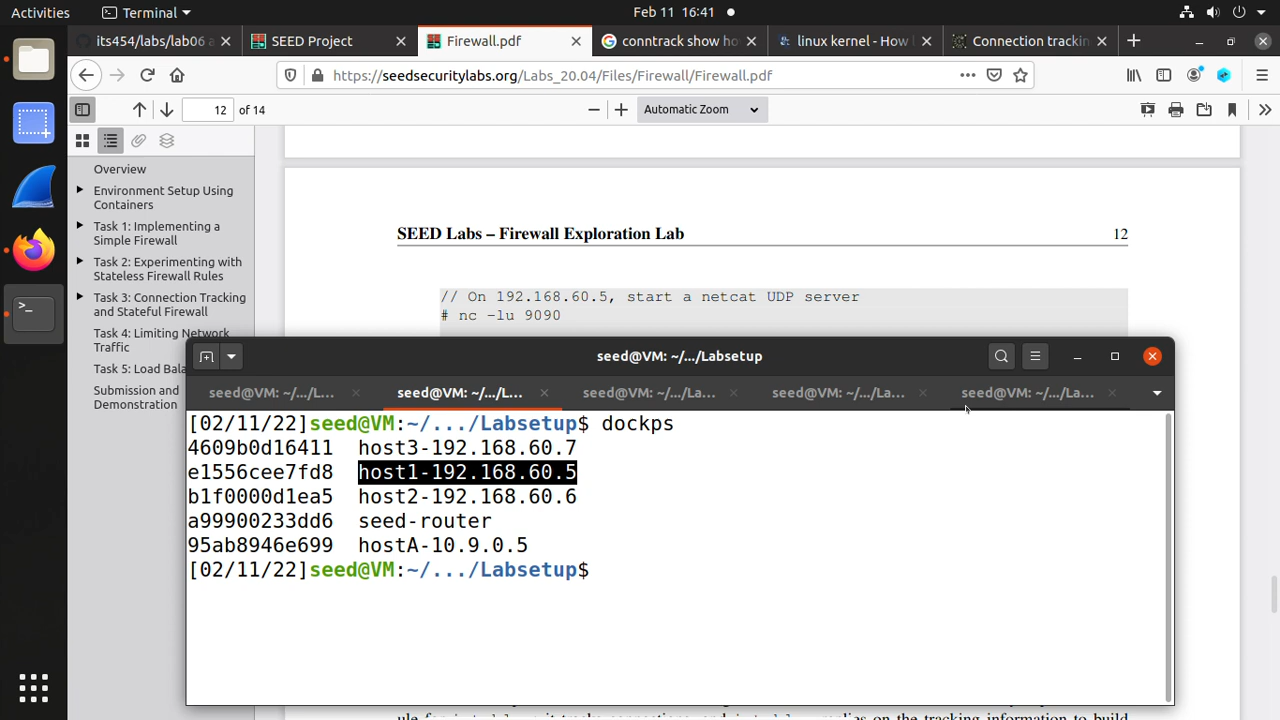 Activities
Terminal
Feb 11 16:41
its454/labs/lab06 a
SEED Project
Firewall.pdf
conntrack show ho
linux kernel - How
Connection trackin
https://seedsecuritylabs.org/Labs_20.04/Files/Firewall/Firewall.pdf
12 of 14
Automatic Zoom
Overview
Environment Setup Using
Containers
Task 1: Implementing a
Simple Firewall
Task 2: Experimenting with
Stateless Firewall Rules
Task 3: Connection Tracking
and Stateful Firewall
Task 4: Limiting Network
Traffic
Task 5: Load Bala
Submission and
Demonstration
SEED Labs – Firewall Exploration Lab 12
// On 192.168.60.5, start a netcat UDP server
# nc -lu 9090
seed@VM: ~/.../Labsetup
seed@VM: ~/.../L...
seed@VM: ~/.../L...
seed@VM: ~/.../La...
seed@VM: ~/.../La...
seed@VM: ~/.../La...
[02/11/22]seed@VM:~/.../Labsetup$ dockps
4609b0d16411 host3-192.168.60.7
e1556cee7fd8 host1-192.168.60.5
b1f0000d1ea5 host2-192.168.60.6
a99900233dd6 seed-router
95ab8946e699 hostA-10.9.0.5
[02/11/22]seed@VM:~/.../Labsetup$